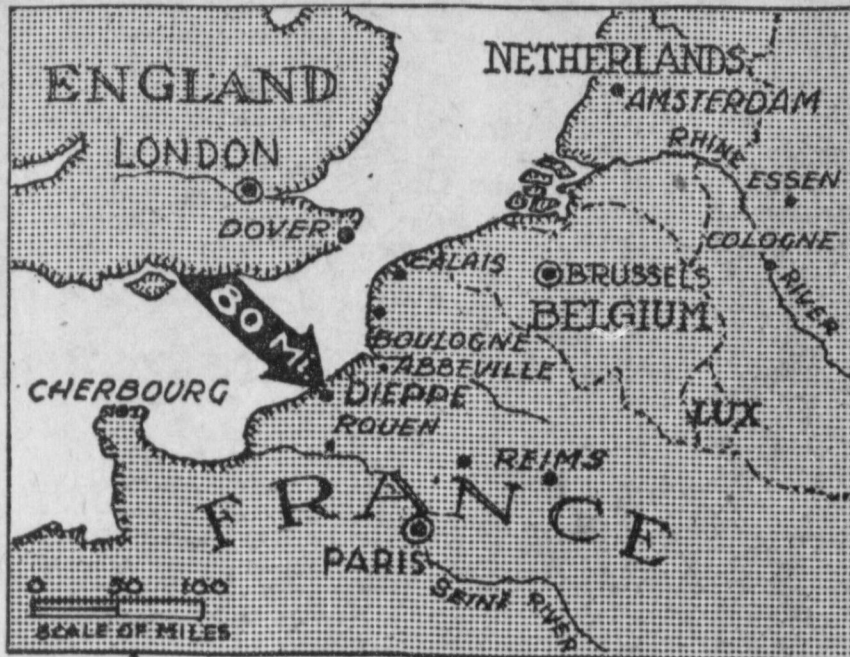 ENGLAND
NETHERLANDS
AMSTERDAM
LONDON
RHINE
ESSEN
DOVER
COLOGNE
CALAIS
BRUSSELS
RIVER
80 Mi.
BELGIUM
BOULOGNE
ABBEVILLE
CHERBOURG
DIEPPE
LUX
ROUEN
REIMS
FRANCE
PARIS
0 50 100
SEINE RIVER
SCALE OF MILES